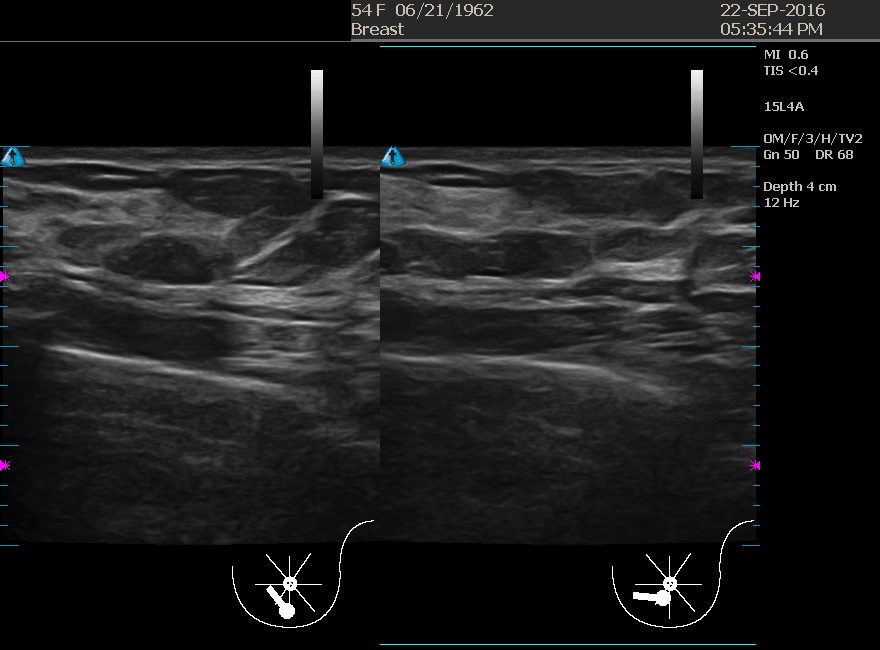 54 F 06/21/1962
22-SEP-2016
Breast
05:35:44 PM
MI 0.6
TIS <0.4
15L4A
OM/F/3/H/TV2
Gn 50 DR 68
Depth 4 cm
12 Hz